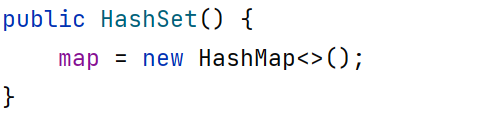 public HashSet() {
    map = new HashMap<>();
}